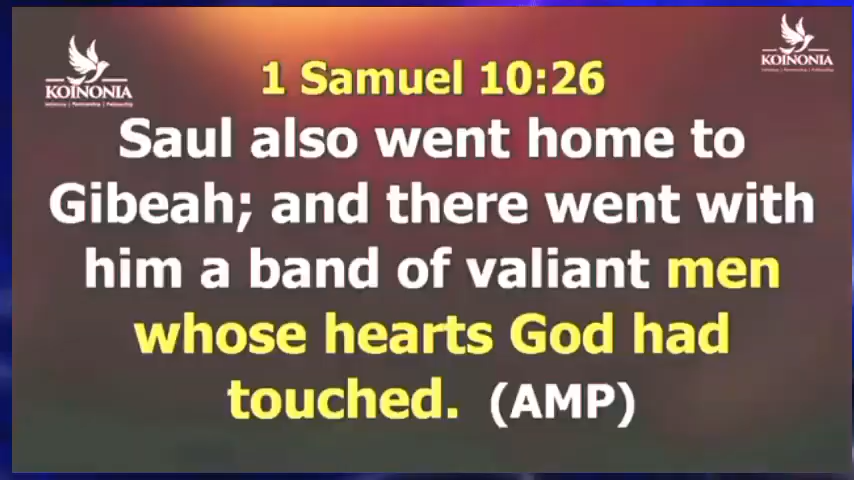 KOINONIA
KOINONIA
1 Samuel 10:26
Saul also went home to
Gibeah; and there went with
him a band of valiant men
whose hearts God had
touched. (AMP)